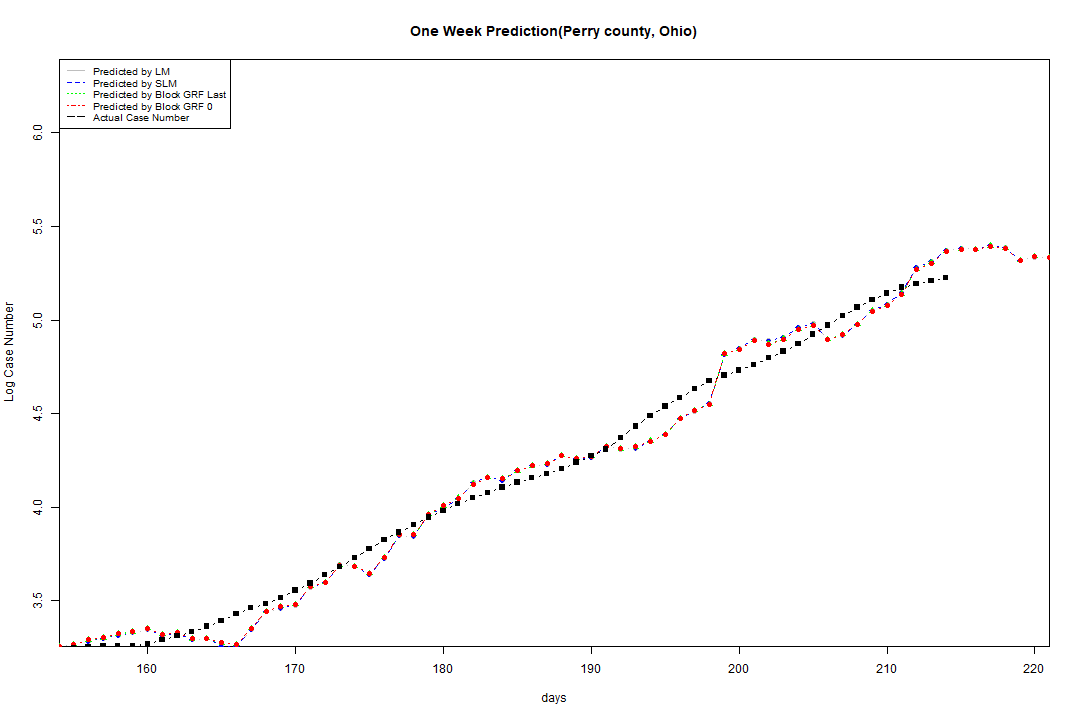 One Week Prediction(Perry county, Ohio)
Predicted by LM
Predicted by SLM
Predicted by Block GRF Last
Predicted by Block GRF 0
Actual Case Number
6.0
5.5
5.0
4.5
4.0
3.5
Log Case Number
160 170 180 190 200 210 220
days